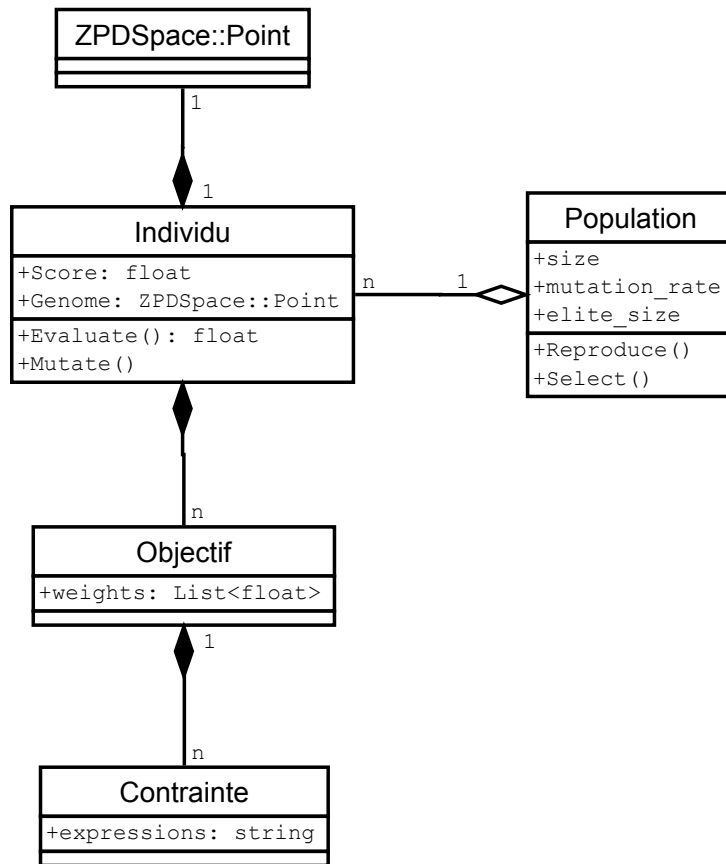 ZPDSpace::Point
1
1
Individu
+Score: float
+Genome: ZPDSpace::Point
+Evaluate(): float
+Mutate()
n
1
Population
+size
+mutation_rate
+elite_size
+Reproduce()
+Select()
n
Objectif
+weights: List<float>
1
n
Contrainte
+expressions: string